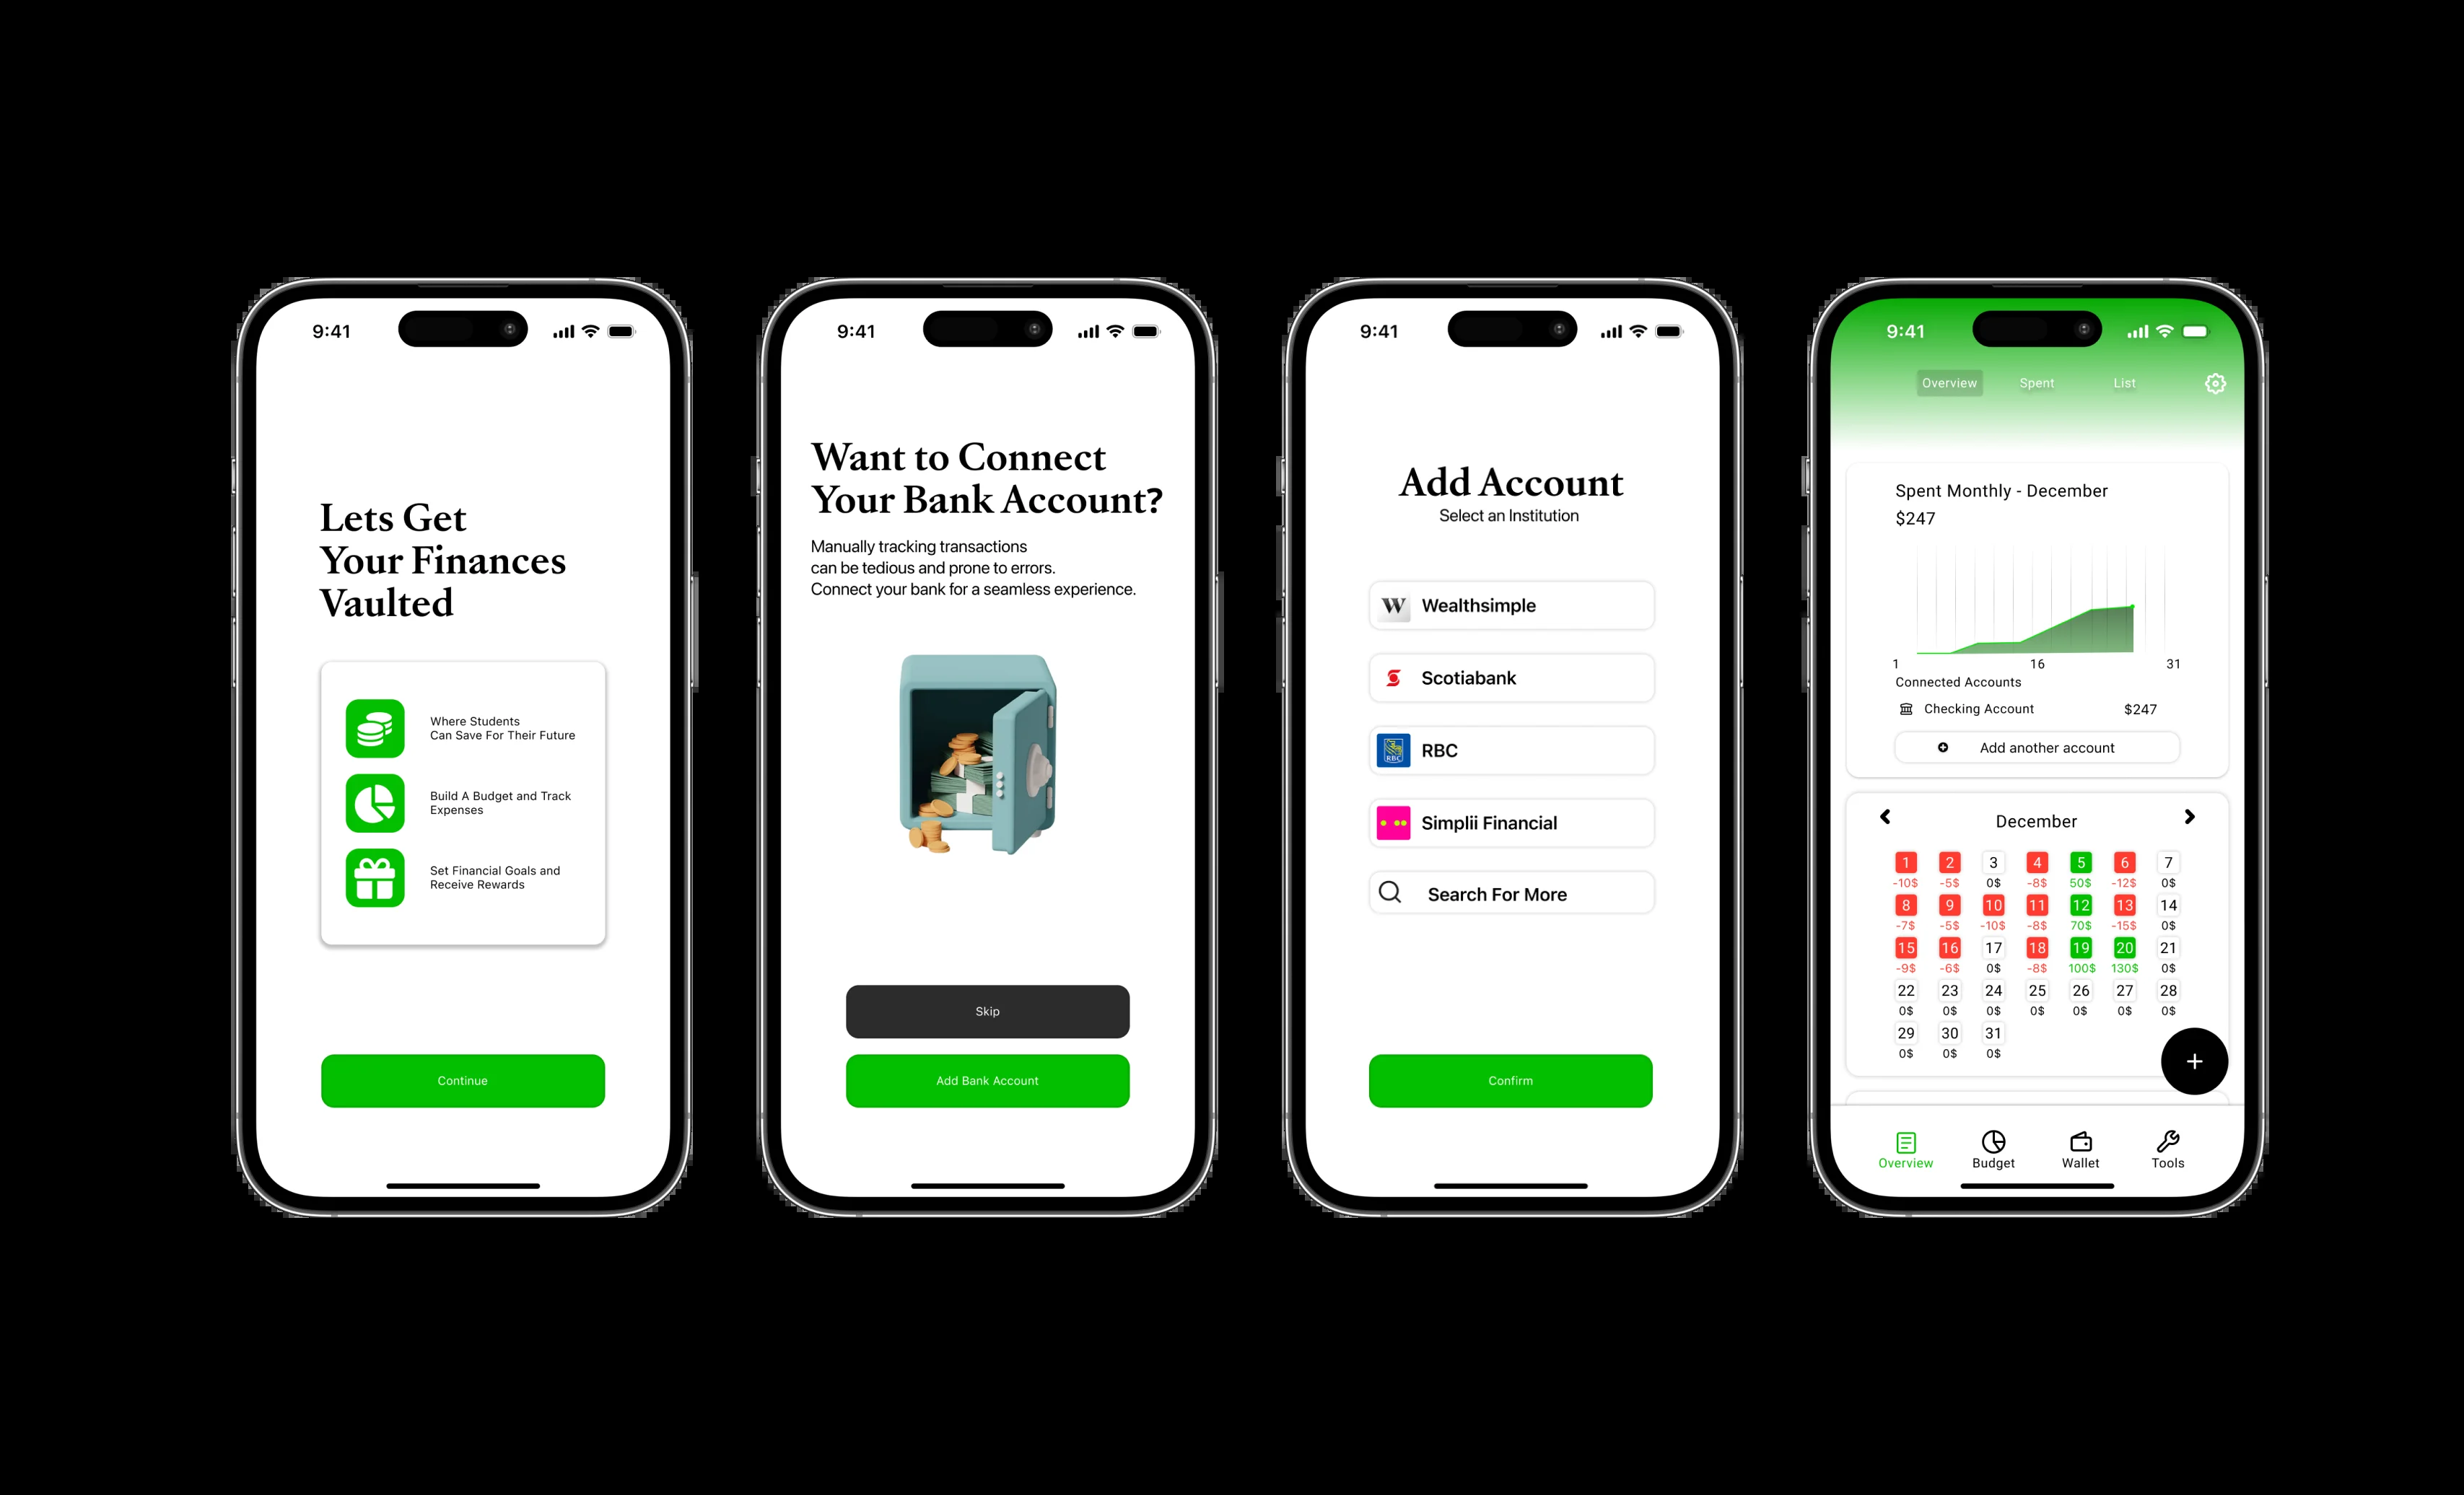 9:41
Lets Get
Your Finances
Vaulted
Where Students
Can Save For Their Future
Build A Budget and Track
Expenses
Set Financial Goals and
Receive Rewards
Continue
9:41
Want to Connect
Your Bank Account?
Manually tracking transactions
can be tedious and prone to errors.
Connect your bank for a seamless experience.
Skip
Add Bank Account
9:41
Add Account
Select an Institution
W Wealthsimple
Scotiabank
RBC RBC
Simplii Financial
Search For More
Confirm
9:41
Overview Spent List
Spent Monthly - December
$247
1 16 31
Connected Accounts
Checking Account $247
Add another account
December
1 2 3 4 5 6 7
-10$ -5$ 0$ -8$ 50$ -12$ 0$
8 9 10 11 12 13 14
-7$ -5$ -10$ -8$ 70$ -15$ 0$
15 16 17 18 19 20 21
-9$ -6$ 0$ -8$ 100$ 130$ 0$
22 23 24 25 26 27 28
0$ 0$ 0$ 0$ 0$ 0$ 0$
29 30 31
0$ 0$ 0$
+
Overview Budget Wallet Tools